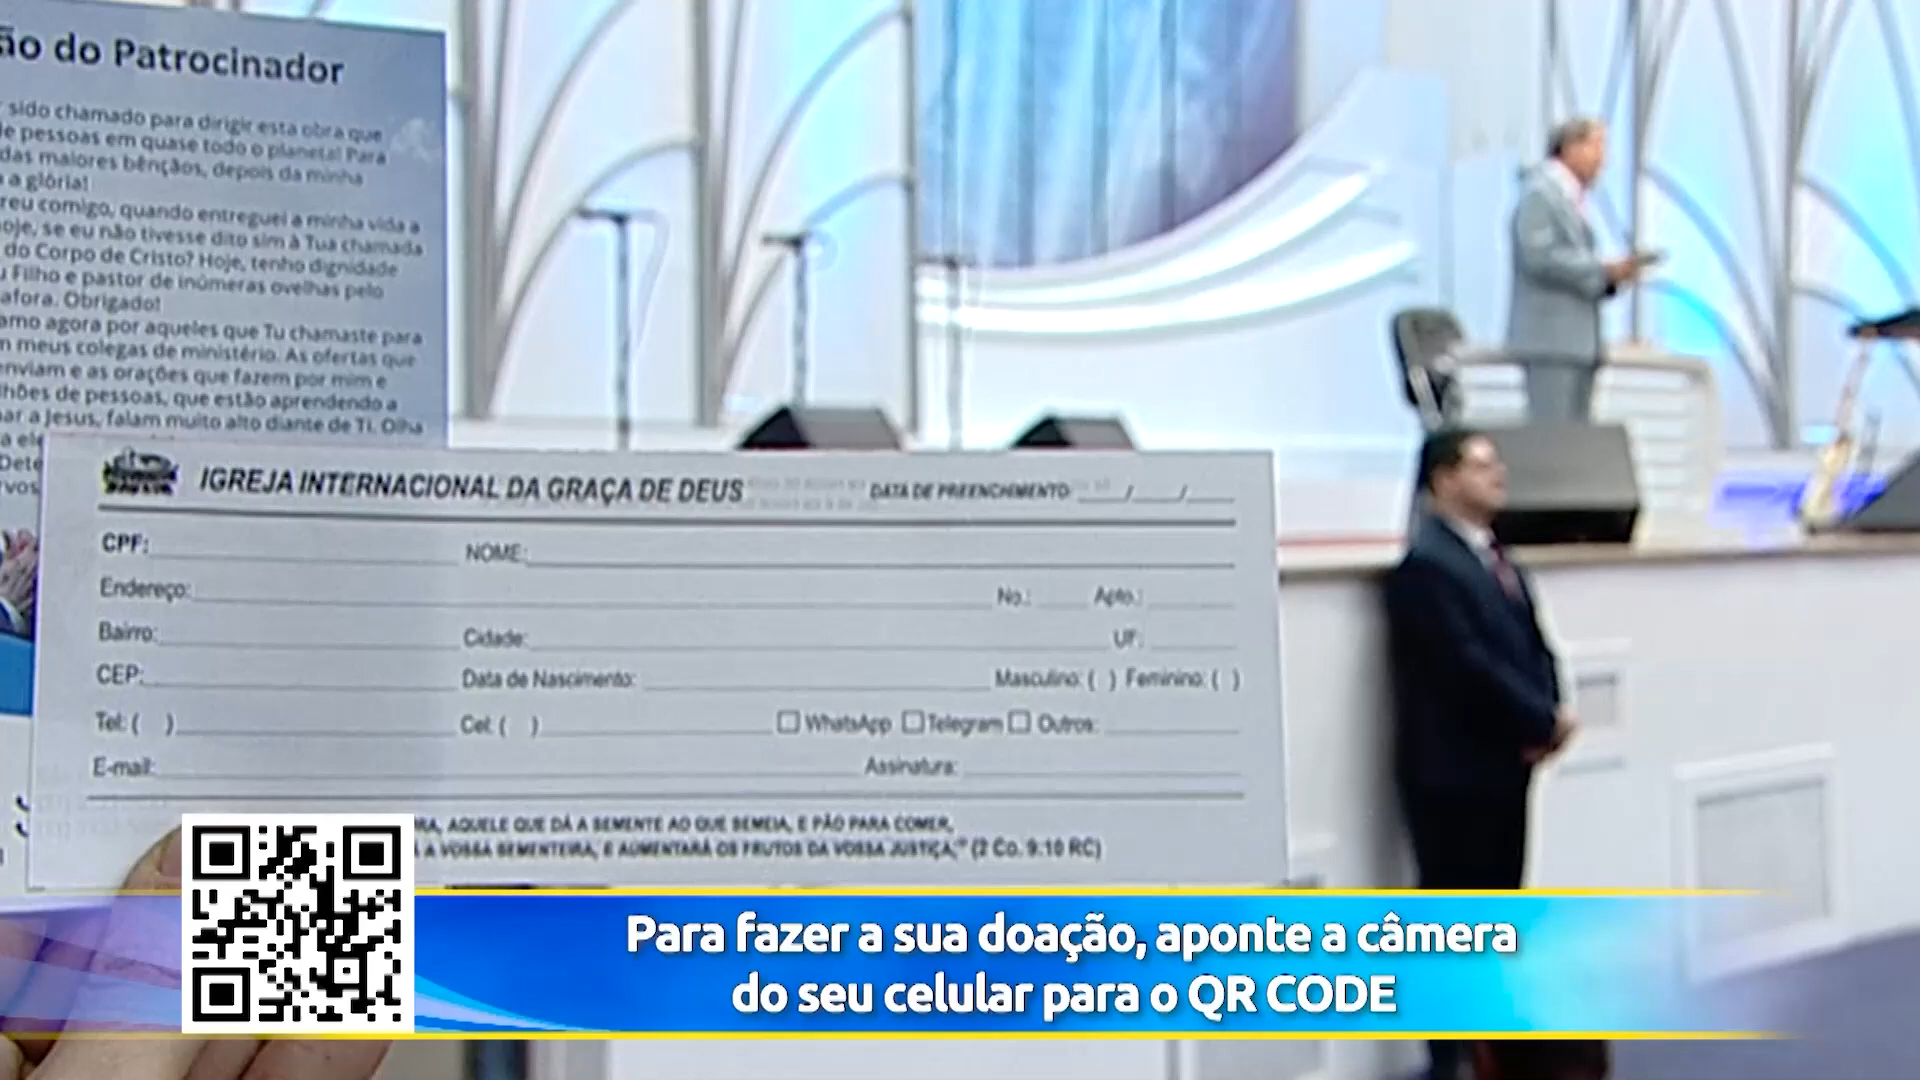 ão do Patrocinador
sido chamado para dirigir esta obra que
de pessoas em quase todo o planeta! Para
das maiores bênçãos, depois da minha
a glória!
reu comigo, quando entreguei a minha vida a
oje, se eu não tivesse dito sim à Tua chamada
do Corpo de Cristo? Hoje, tenho dignidade
u Filho e pastor de inúmeras ovelhas pelo
afora. Obrigado!
amo agora por aqueles que Tu chamaste para
m meus colegas de ministério. As ofertas que
enviam e as orações que fazem por mim e
lhões de pessoas, que estão aprendendo a
ar a Jesus, falam muito alto diante de Ti. Olha
a ele
Dete
vos
IGREJA INTERNACIONAL DA GRAÇA DE DEUS DATA DE PREENCHIMENTO: ____/____/____
CPF: NOME:
Endereço: No.: Apto.:
Bairro: Cidade: UF:
CEP: Data de Nascimento: Masculino: ( ) Feminino: ( )
Tel: ( ) Cel: ( ) ☐ WhatsApp ☐ Telegram ☐ Outros:
E-mail: Assinatura:
RA, AQUELE QUE DÁ A SEMENTE AO QUE SEMEIA, E PÃO PARA COMER,
A VOSSA SEMENTEIRA, E AUMENTARÁ OS FRUTOS DA VOSSA JUSTIÇA;" (2 Co. 9.10 RC)
Para fazer a sua doação, aponte a câmera
do seu celular para o QR CODE